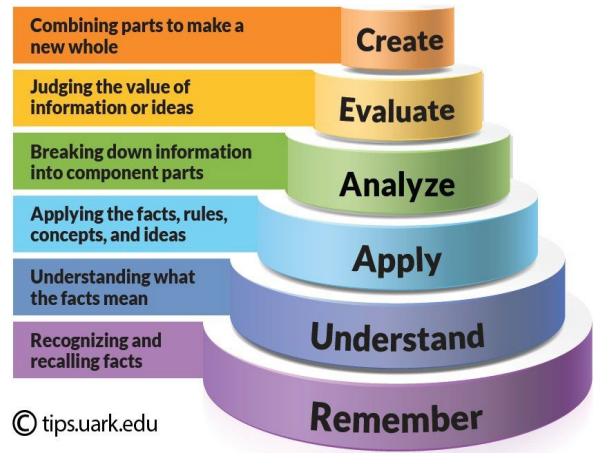 Combining parts to make a
new whole
Create
Judging the value of
information or ideas
Evaluate
Breaking down information
into component parts
Analyze
Applying the facts, rules,
concepts, and ideas
Apply
Understanding what
the facts mean
Understand
Recognizing and
recalling facts
Remember
© tips.uark.edu